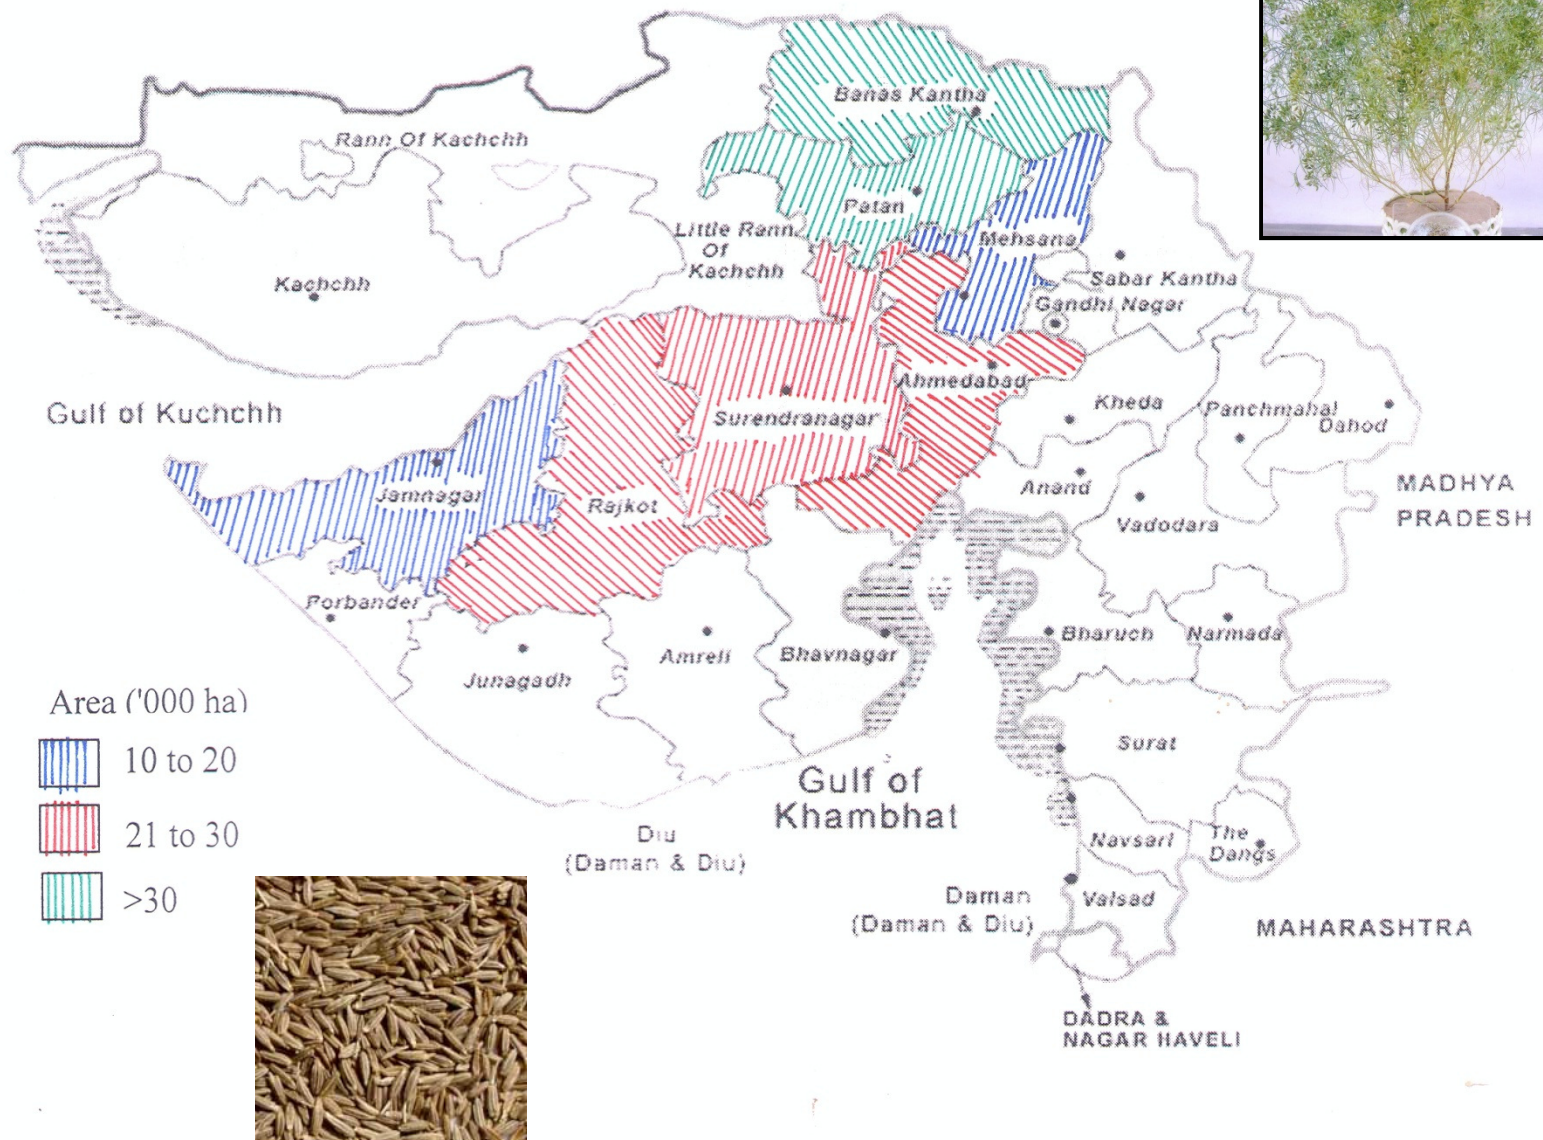 Banas Kantha
Rann Of Kachchh
Patan
Little Rann
Of
Kachchh
Mehsana
Sabar Kantha
Kachchh
Gandhi Nagar
Ahmedabad
Gulf of Kuchchh
Surendranagar
Kheda
Panchmahal
Dahod
Jamnagar
Rajkot
Anand
Vadodara
MADHYA
PRADESH
Porbander
Junagadh
Amreli
Bhavnagar
Bharuch
Narmada
Surat
Area ('000 ha)
10 to 20
21 to 30
>30
Gulf of
Khambhat
Diu
(Daman & Diu)
Navsari
The
Dangs
Daman
(Daman & Diu)
Valsad
MAHARASHTRA
DADRA &
NAGAR HAVELI